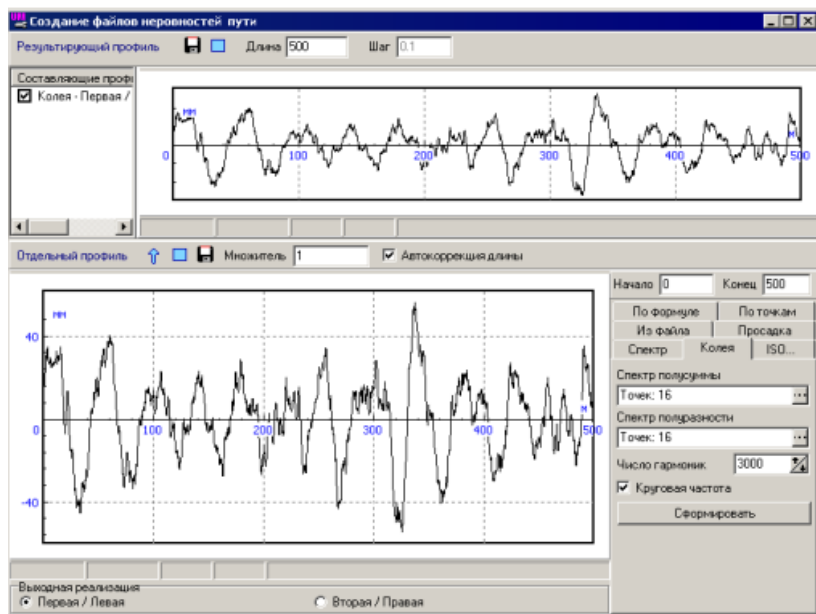 Создание файлов неровностей пути
Результирующий профиль Длина 500 Шаг 0.1
Составляющие проф
Колея - Первая /
мм
м
0 100 200 300 400 500
Отдельный профиль Множитель 1 Автокоррекция длины
мм
40
м
0 100 200 300 400 500
-40
Начало 0 Конец 500
По формуле По точкам
Из файла Просадка
Спектр Колея ISO...
Спектр полусуммы
Точек: 16 ...
Спектр полуразности
Точек: 16 ...
Число гармоник 3000
Круговая частота
Сформировать
Выходная реализация
Первая / Левая Вторая / Правая